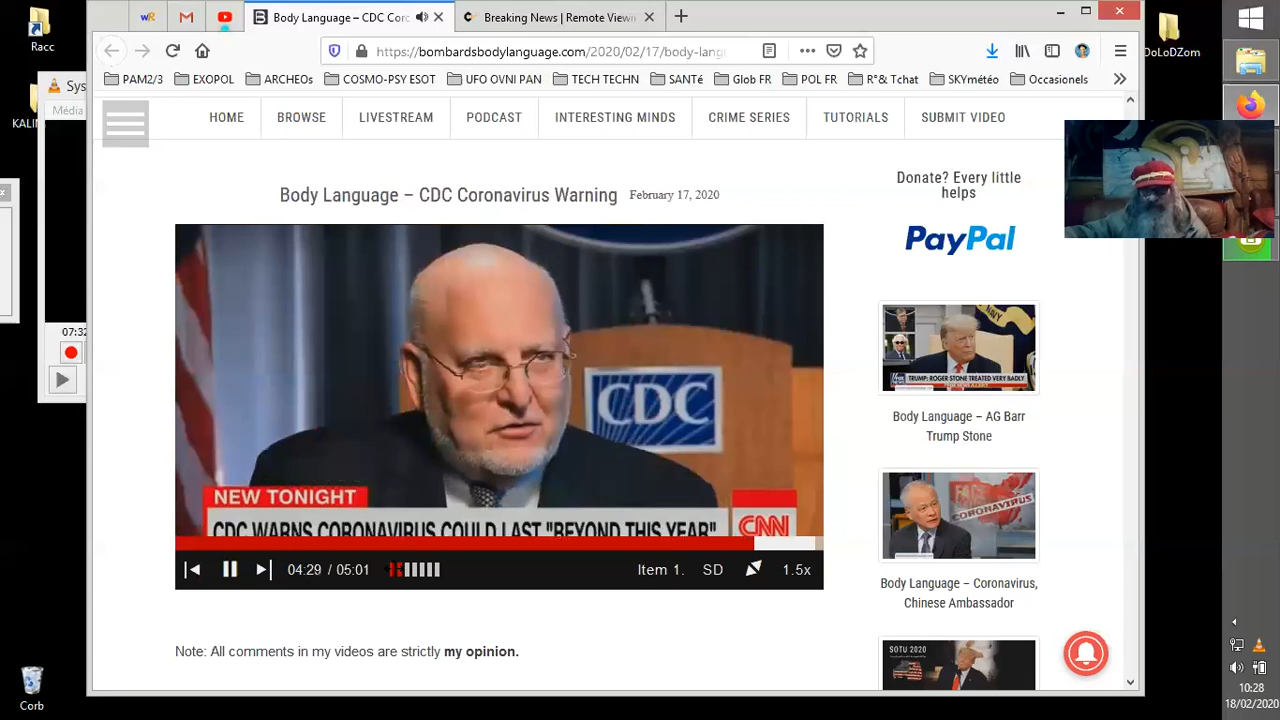 Racc
KALIN
Corb
DoLoDZom
Sys
Média
07:32
wR
Body Language – CDC Corc
Breaking News | Remote Viewi
https://bombardsbodylanguage.com/2020/02/17/body-lang
PAM2/3
EXOPOL
ARCHEOs
COSMO-PSY ESOT
UFO OVNI PAN
TECH TECHN
SANTé
Glob FR
POL FR
R°& Tchat
SKYmétéo
Occasionels
HOME
BROWSE
LIVESTREAM
PODCAST
INTERESTING MINDS
CRIME SERIES
TUTORIALS
SUBMIT VIDEO
Body Language – CDC Coronavirus Warning February 17, 2020
CDC
NEW TONIGHT
CDC WARNS CORONAVIRUS COULD LAST "BEYOND THIS YEAR"
CNN
04:29 / 05:01
Item 1.
SD
1.5x
Note: All comments in my videos are strictly my opinion.
Donate? Every little
helps
PayPal
NAVY
TRUMP: ROGER STONE TREATED VERY BADLY
Body Language – AG Barr
Trump Stone
FACE
CORONAVIRUS
Body Language – Coronavirus,
Chinese Ambassador
SOTU 2020
10:28
18/02/2020